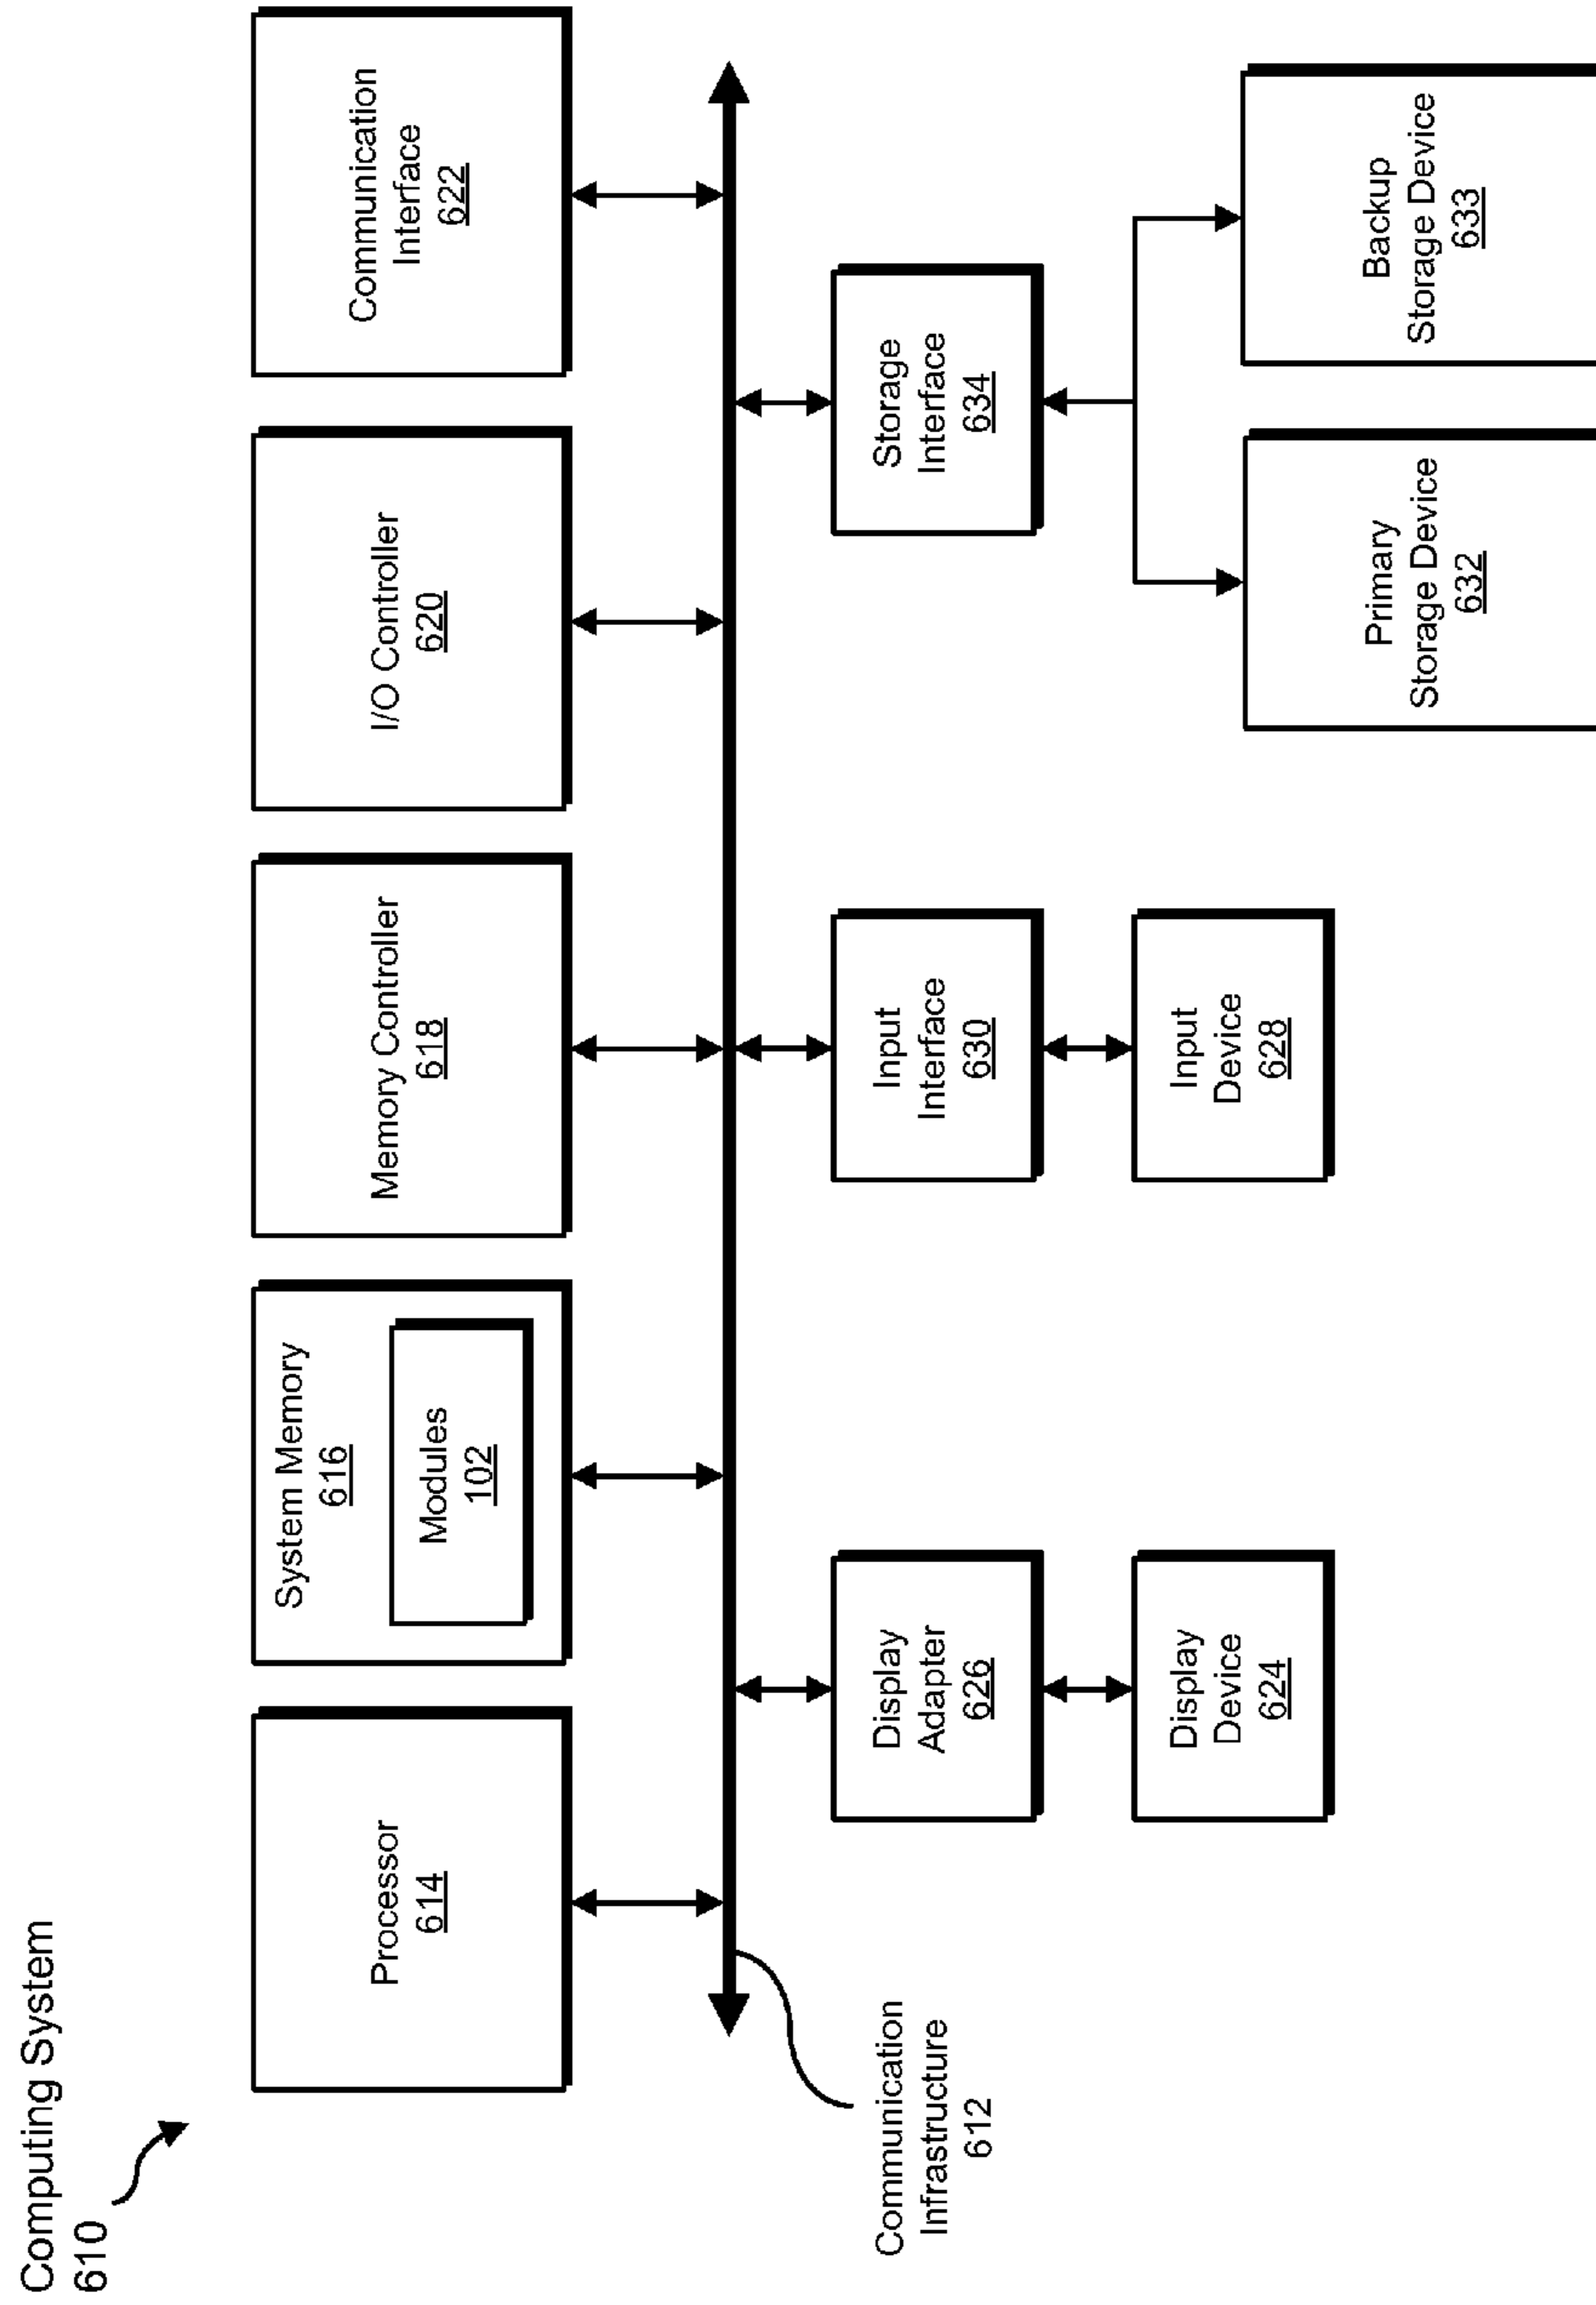 Computing System
610
Processor
614
System Memory
616
Modules
102
Memory Controller
618
I/O Controller
620
Communication
Interface
622
Communication
Infrastructure
612
Display
Adapter
626
Input
Interface
630
Storage
Interface
634
Display
Device
624
Input
Device
628
Primary
Storage Device
632
Backup
Storage Device
633